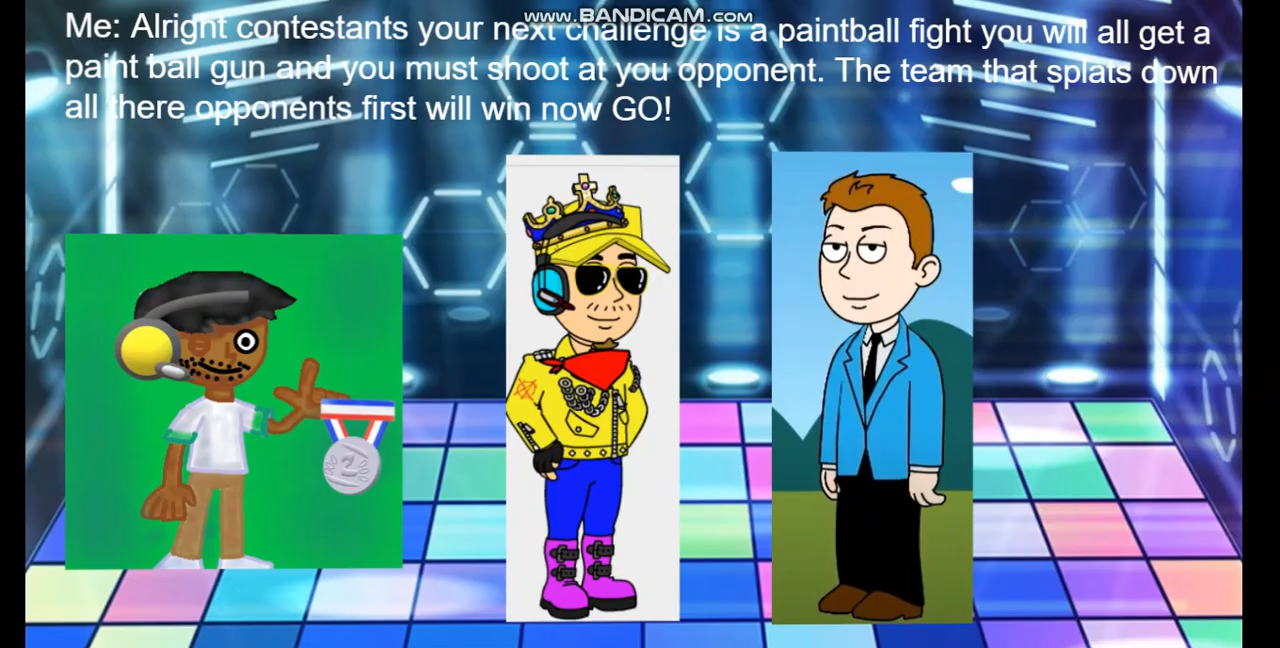 www.BANDICAM.com
Me: Alright contestants your next challenge is a paintball fight you will all get a
paint ball gun and you must shoot at you opponent. The team that splats down
all there opponents first will win now GO!
2